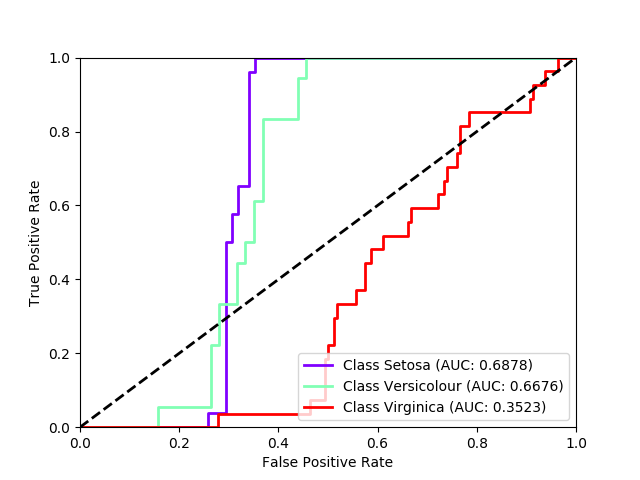 1.0
0.8
0.6
0.4
0.2
0.0
True Positive Rate
Class Setosa (AUC: 0.6878)
Class Versicolour (AUC: 0.6676)
Class Virginica (AUC: 0.3523)
0.0 0.2 0.4 0.6 0.8 1.0
False Positive Rate